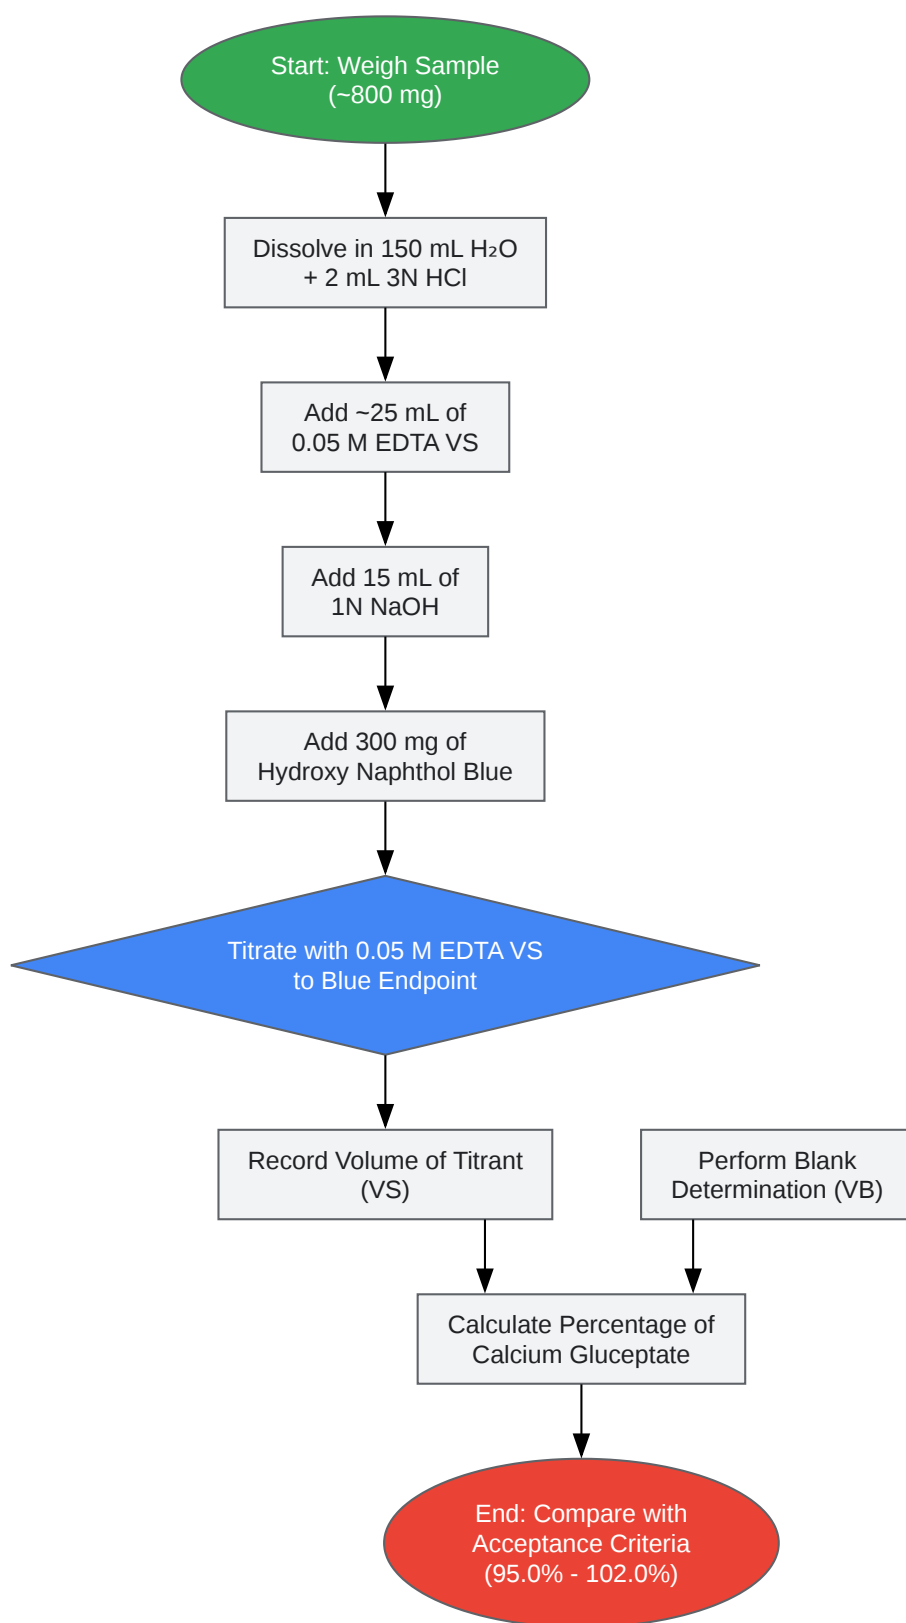 Start: Weigh Sample
(~800 mg)
Dissolve in 150 mL H₂O
+ 2 mL 3N HCl
Add ~25 mL of
0.05 M EDTA VS
Add 15 mL of
1N NaOH
Add 300 mg of
Hydroxy Naphthol Blue
Titrate with 0.05 M EDTA VS
to Blue Endpoint
Record Volume of Titrant
(VS)
Perform Blank
Determination (VB)
Calculate Percentage of
Calcium Gluceptate
End: Compare with
Acceptance Criteria
(95.0% - 102.0%)